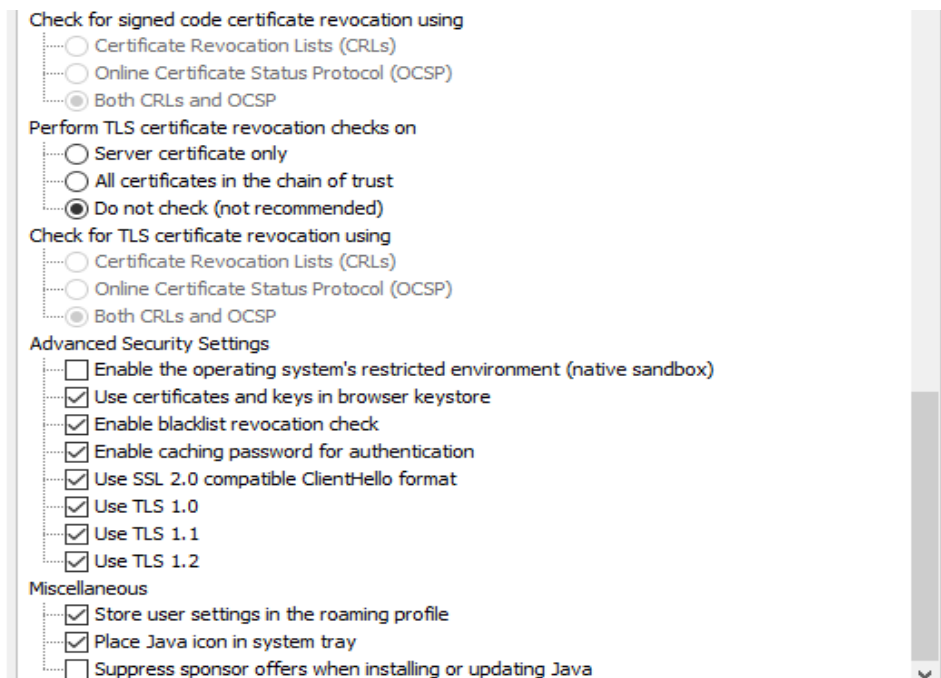 Check for signed code certificate revocation using
Certificate Revocation Lists (CRLs)
Online Certificate Status Protocol (OCSP)
Both CRLs and OCSP
Perform TLS certificate revocation checks on
Server certificate only
All certificates in the chain of trust
Do not check (not recommended)
Check for TLS certificate revocation using
Certificate Revocation Lists (CRLs)
Online Certificate Status Protocol (OCSP)
Both CRLs and OCSP
Advanced Security Settings
Enable the operating system's restricted environment (native sandbox)
Use certificates and keys in browser keystore
Enable blacklist revocation check
Enable caching password for authentication
Use SSL 2.0 compatible ClientHello format
Use TLS 1.0
Use TLS 1.1
Use TLS 1.2
Miscellaneous
Store user settings in the roaming profile
Place Java icon in system tray
Suppress sponsor offers when installing or updating Java